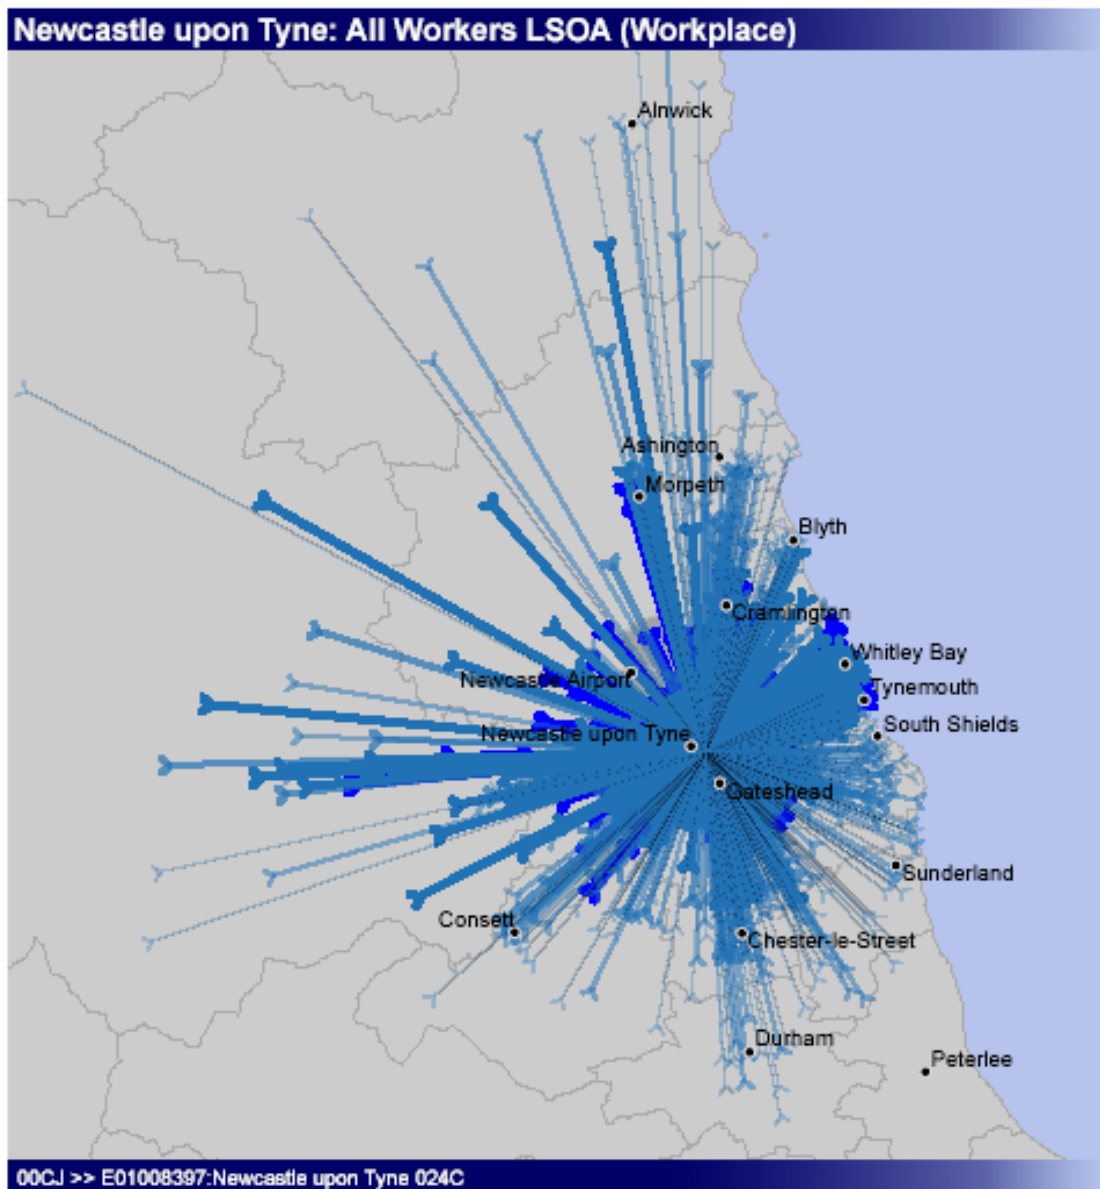 Newcastle upon Tyne: All Workers LSOA (Workplace)
Alnwick
Ashington
Morpeth
Blyth
Cramlington
Whitley Bay
Newcastle Airport
Tynemouth
South Shields
Newcastle upon Tyne
Gateshead
Sunderland
Consett
Chester-le-Street
Durham
Peterlee
00CJ >> E01008397:Newcastle upon Tyne 024C